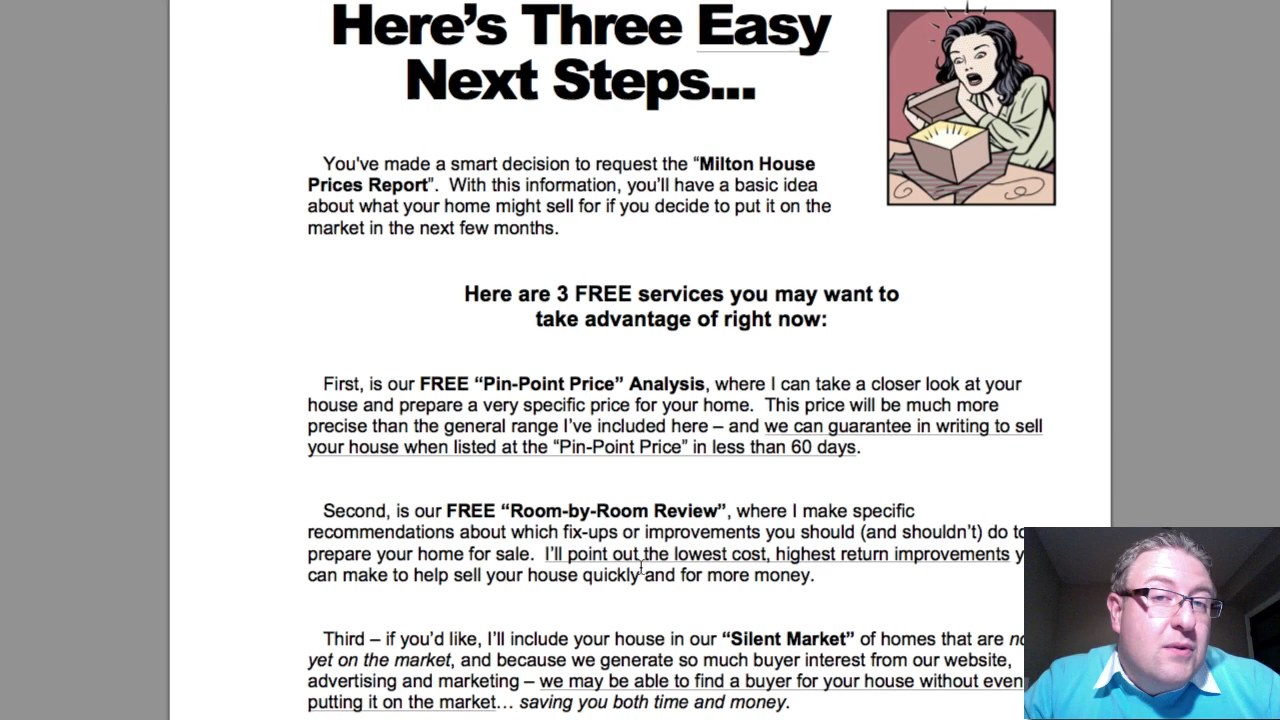 Here’s Three Easy
Next Steps...
You've made a smart decision to request the “Milton House
Prices Report”.  With this information, you’ll have a basic idea
about what your home might sell for if you decide to put it on the
market in the next few months.
Here are 3 FREE services you may want to
take advantage of right now:
First, is our FREE “Pin-Point Price” Analysis, where I can take a closer look at your
house and prepare a very specific price for your home.  This price will be much more
precise than the general range I’ve included here – and we can guarantee in writing to sell
your house when listed at the “Pin-Point Price” in less than 60 days.
Second, is our FREE “Room-by-Room Review”, where I make specific
recommendations about which fix-ups or improvements you should (and shouldn’t) do to
prepare your home for sale.  I’ll point out the lowest cost, highest return improvements
can make to help sell your house quickly and for more money.
Third – if you’d like, I’ll include your house in our “Silent Market” of homes that are
yet on the market, and because we generate so much buyer interest from our website,
advertising and marketing – we may be able to find a buyer for your house without even
putting it on the market… saving you both time and money.